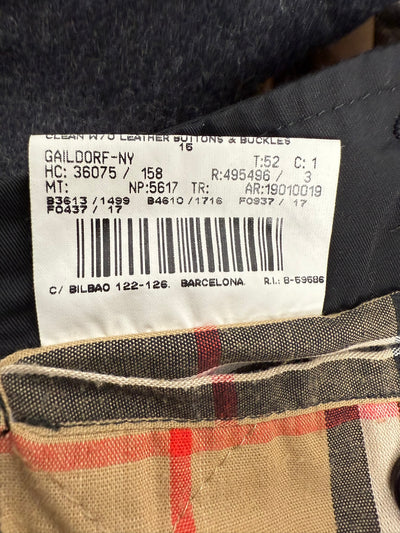 CLEAN W/O LEATHER BUTTONS & BUCKLES
15
GAILDORF-NY T:52 C: 1
HC: 36075 / 158 R:495496 / 3
MT: NP:5617 TR: AR:19010019
B3613 /1499 B4610 /1716 F0937 / 17
F0437 / 17
C/ BILBAO 122-126. BARCELONA. R.I.: B-59686